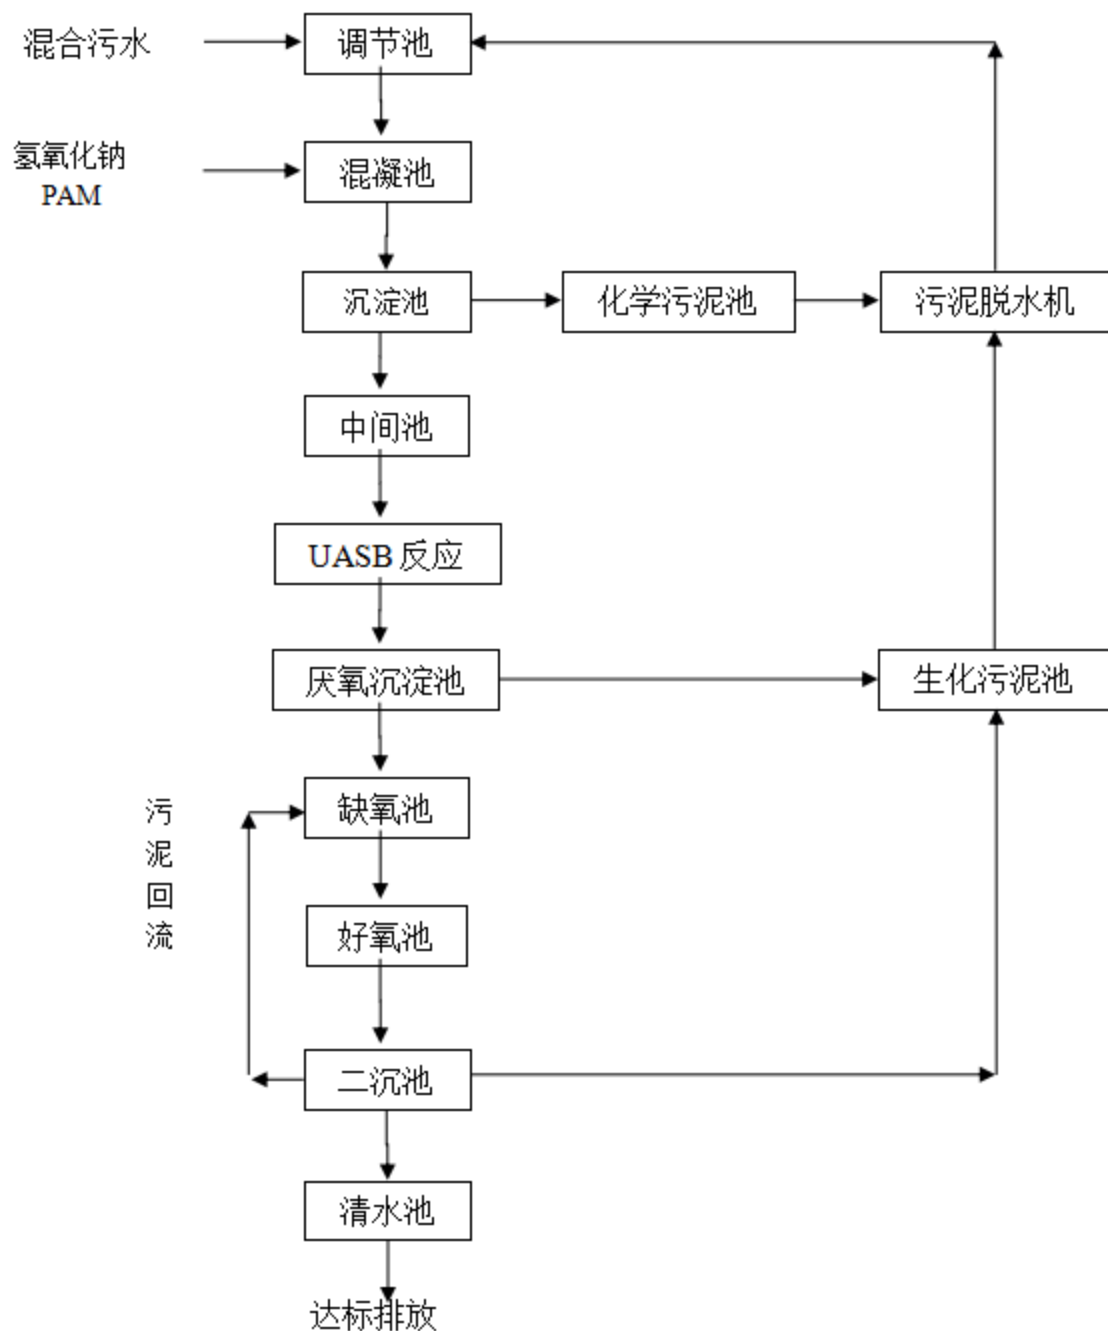 混合污水
调节池
氢氧化钠
PAM
混凝池
沉淀池
化学污泥池
污泥脱水机
中间池
UASB 反应
厌氧沉淀池
生化污泥池
污
泥
回
流
缺氧池
好氧池
二沉池
清水池
达标排放